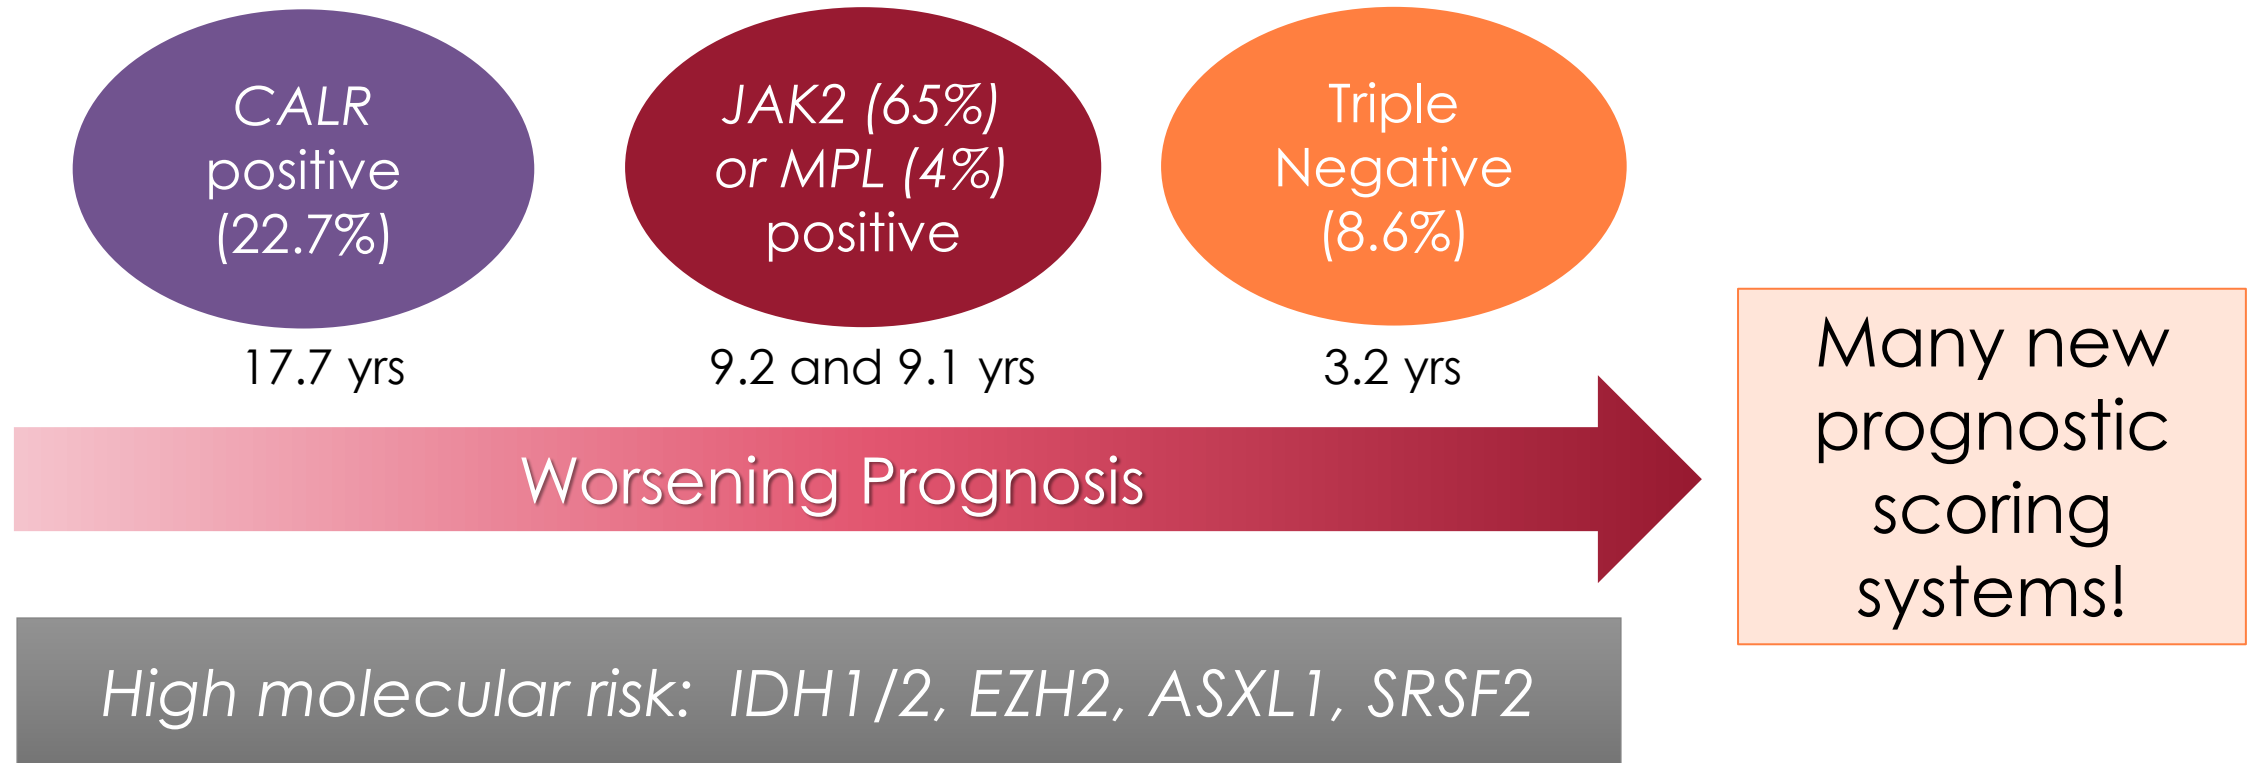 CALR
positive
(22.7%)
JAK2 (65%)
or MPL (4%)
positive
Triple
Negative
(8.6%)
17.7 yrs
9.2 and 9.1 yrs
3.2 yrs
Worsening Prognosis
Many new
prognostic
scoring
systems!
High molecular risk: IDH1/2, EZH2, ASXL1, SRSF2